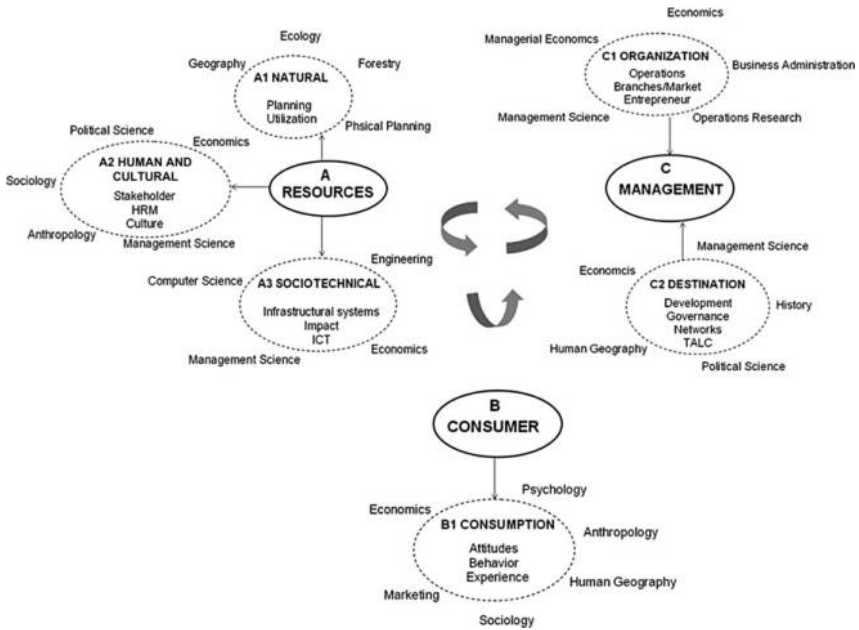 Ecology
Geography
Forestry
A1 NATURAL
Planning
Utilization
Phsical Planning
Political Science
Economics
A2 HUMAN AND
CULTURAL
Sociology
Stakeholder
HRM
Culture
Anthropology
Management Science
A
RESOURCES
Engineering
Computer Science
A3 SOCIOTECHNICAL
Infrastructural systems
Impact
ICT
Management Science
Economics
Economics
Managerial Economcs
C1 ORGANIZATION
Business Administration
Operations
Branches/Market
Entrepreneur
Management Science
Operations Research
C
MANAGEMENT
Management Science
Economcis
C2 DESTINATION
Development
History
Governance
Networks
TALC
Human Geography
Political Science
B
CONSUMER
Psychology
Economics
B1 CONSUMPTION
Anthropology
Attitudes
Behavior
Experience
Human Geography
Marketing
Sociology